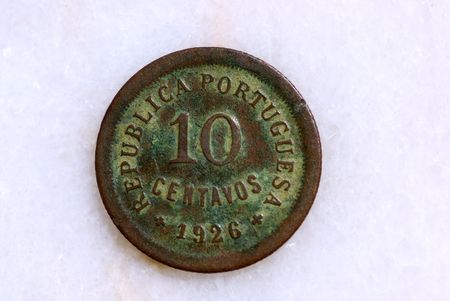 REPUBLICA PORTUGUESA
10
CENTAVOS
* 1926 *